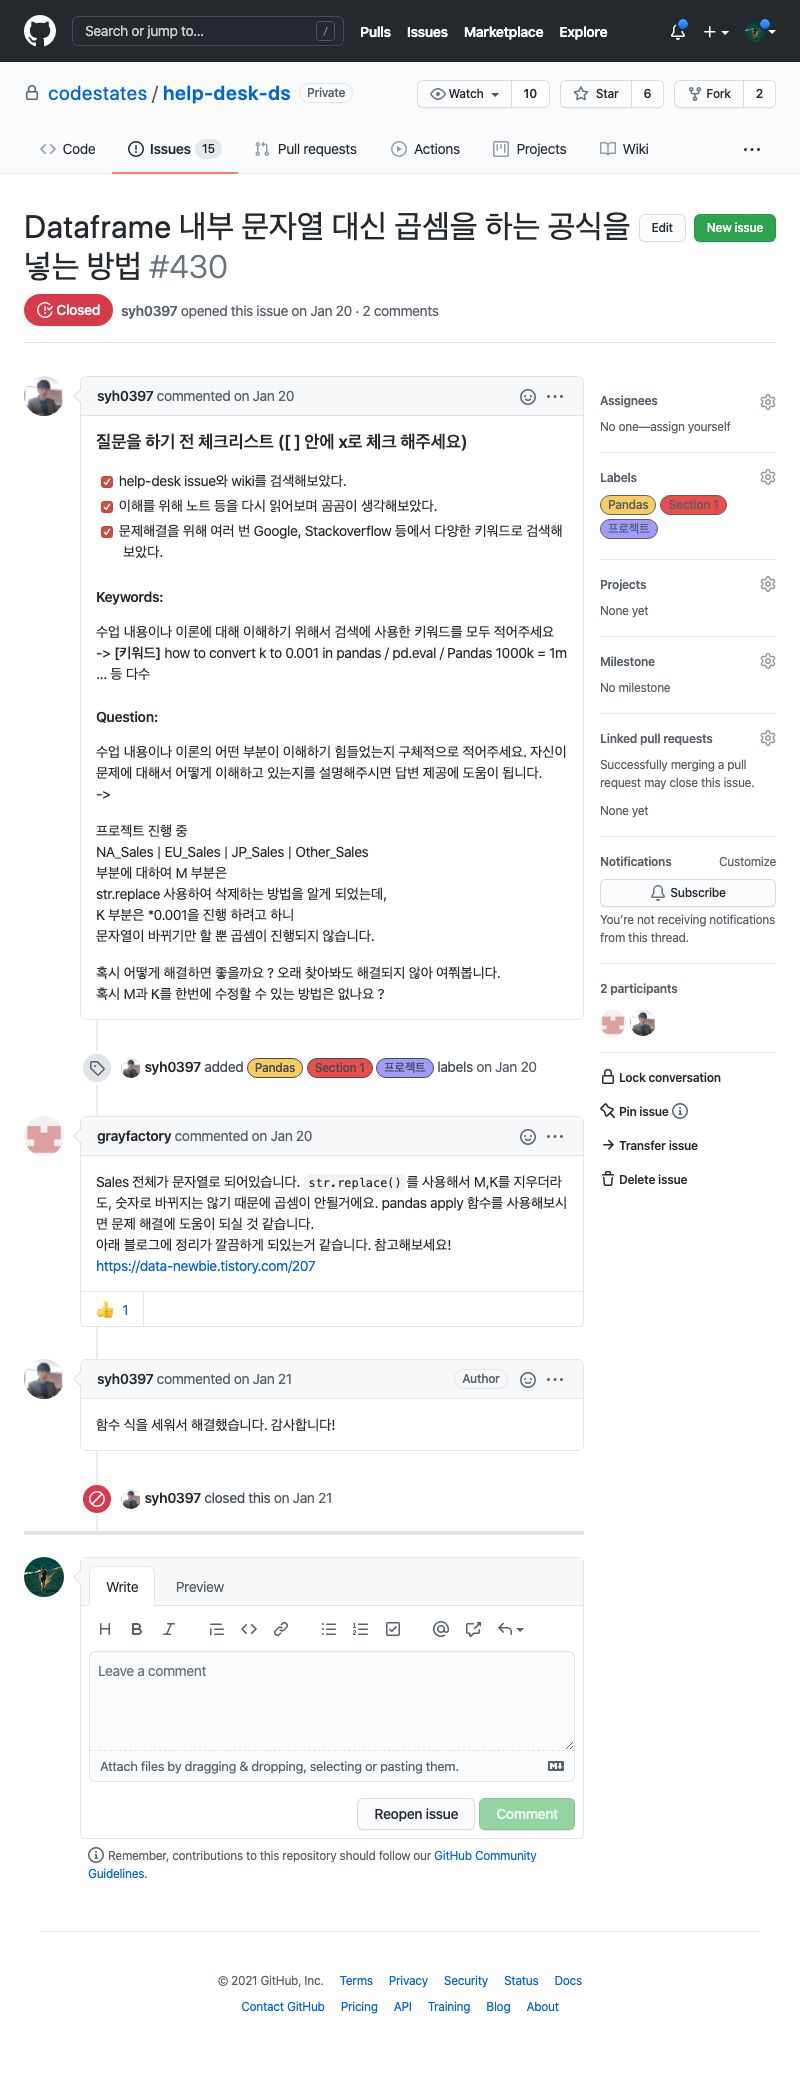 Search or jump to... /
Pulls Issues Marketplace Explore
codestates / help-desk-ds Private
Watch 10 Star 6 Fork 2
Code Issues 15 Pull requests Actions Projects Wiki
Dataframe 내부 문자열 대신 곱셈을 하는 공식을
넣는 방법 #430
Edit New issue
Closed syh0397 opened this issue on Jan 20 · 2 comments
syh0397 commented on Jan 20
질문을 하기 전 체크리스트 ([ ] 안에 x로 체크 해주세요)
help-desk issue와 wiki를 검색해보았다.
이해를 위해 노트 등을 다시 읽어보며 곰곰이 생각해보았다.
문제해결을 위해 여러 번 Google, Stackoverflow 등에서 다양한 키워드로 검색해
보았다.
Keywords:
수업 내용이나 이론에 대해 이해하기 위해서 검색에 사용한 키워드를 모두 적어주세요
-> [키워드] how to convert k to 0.001 in pandas / pd.eval / Pandas 1000k = 1m
... 등 다수
Question:
수업 내용이나 이론의 어떤 부분이 이해하기 힘들었는지 구체적으로 적어주세요. 자신이
문제에 대해서 어떻게 이해하고 있는지를 설명해주시면 답변 제공에 도움이 됩니다.
->
프로젝트 진행 중
NA_Sales | EU_Sales | JP_Sales | Other_Sales
부분에 대하여 M 부분은
str.replace 사용하여 삭제하는 방법을 알게 되었는데,
K 부분은 *0.001을 진행 하려고 하니
문자열이 바뀌기만 할 뿐 곱셈이 진행되지 않습니다.
혹시 어떻게 해결하면 좋을까요 ? 오래 찾아봐도 해결되지 않아 여쭤봅니다.
혹시 M과 K를 한번에 수정할 수 있는 방법은 없나요 ?
syh0397 added Pandas Section 1 프로젝트 labels on Jan 20
grayfactory commented on Jan 20
Sales 전체가 문자열로 되어있습니다. str.replace() 를 사용해서 M,K를 지우더라
도, 숫자로 바뀌지는 않기 때문에 곱셈이 안될거에요. pandas apply 함수를 사용해보시
면 문제 해결에 도움이 되실 것 같습니다.
아래 블로그에 정리가 깔끔하게 되있는거 같습니다. 참고해보세요!
https://data-newbie.tistory.com/207
👍 1
syh0397 commented on Jan 21 Author
함수 식을 세워서 해결했습니다. 감사합니다!
syh0397 closed this on Jan 21
Write Preview
H B I
Leave a comment
Attach files by dragging & dropping, selecting or pasting them.
Reopen issue Comment
Remember, contributions to this repository should follow our GitHub Community
Guidelines.
Assignees
No one—assign yourself
Labels
Pandas Section 1
프로젝트
Projects
None yet
Milestone
No milestone
Linked pull requests
Successfully merging a pull
request may close this issue.
None yet
Notifications Customize
Subscribe
You're not receiving notifications
from this thread.
2 participants
Lock conversation
Pin issue
Transfer issue
Delete issue
© 2021 GitHub, Inc. Terms Privacy Security Status Docs
Contact GitHub Pricing API Training Blog About